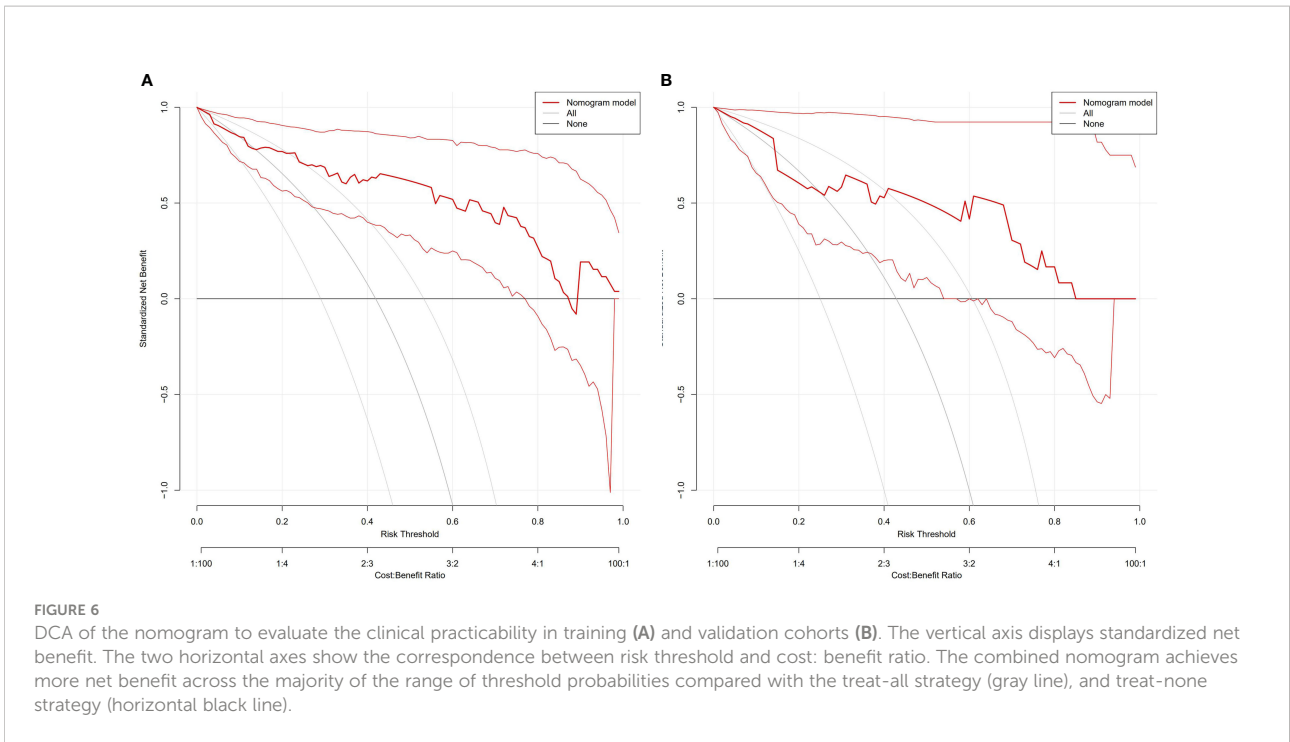 A
B
Nomogram model
All
None
Nomogram model
All
None
1.0
0.5
0.0
−0.5
−1.0
Standardized Net Benefit
1.0
0.5
0.0
−0.5
−1.0
0.0 0.2 0.4 0.6 0.8 1.0
Risk Threshold
0.0 0.2 0.4 0.6 0.8 1.0
Risk Threshold
1:100 1:4 2:3 3:2 4:1 100:1
Cost:Benefit Ratio
1:100 1:4 2:3 3:2 4:1 100:1
Cost:Benefit Ratio
FIGURE 6
DCA of the nomogram to evaluate the clinical practicability in training (A) and validation cohorts (B). The vertical axis displays standardized net
benefit. The two horizontal axes show the correspondence between risk threshold and cost: benefit ratio. The combined nomogram achieves
more net benefit across the majority of the range of threshold probabilities compared with the treat-all strategy (gray line), and treat-none
strategy (horizontal black line).